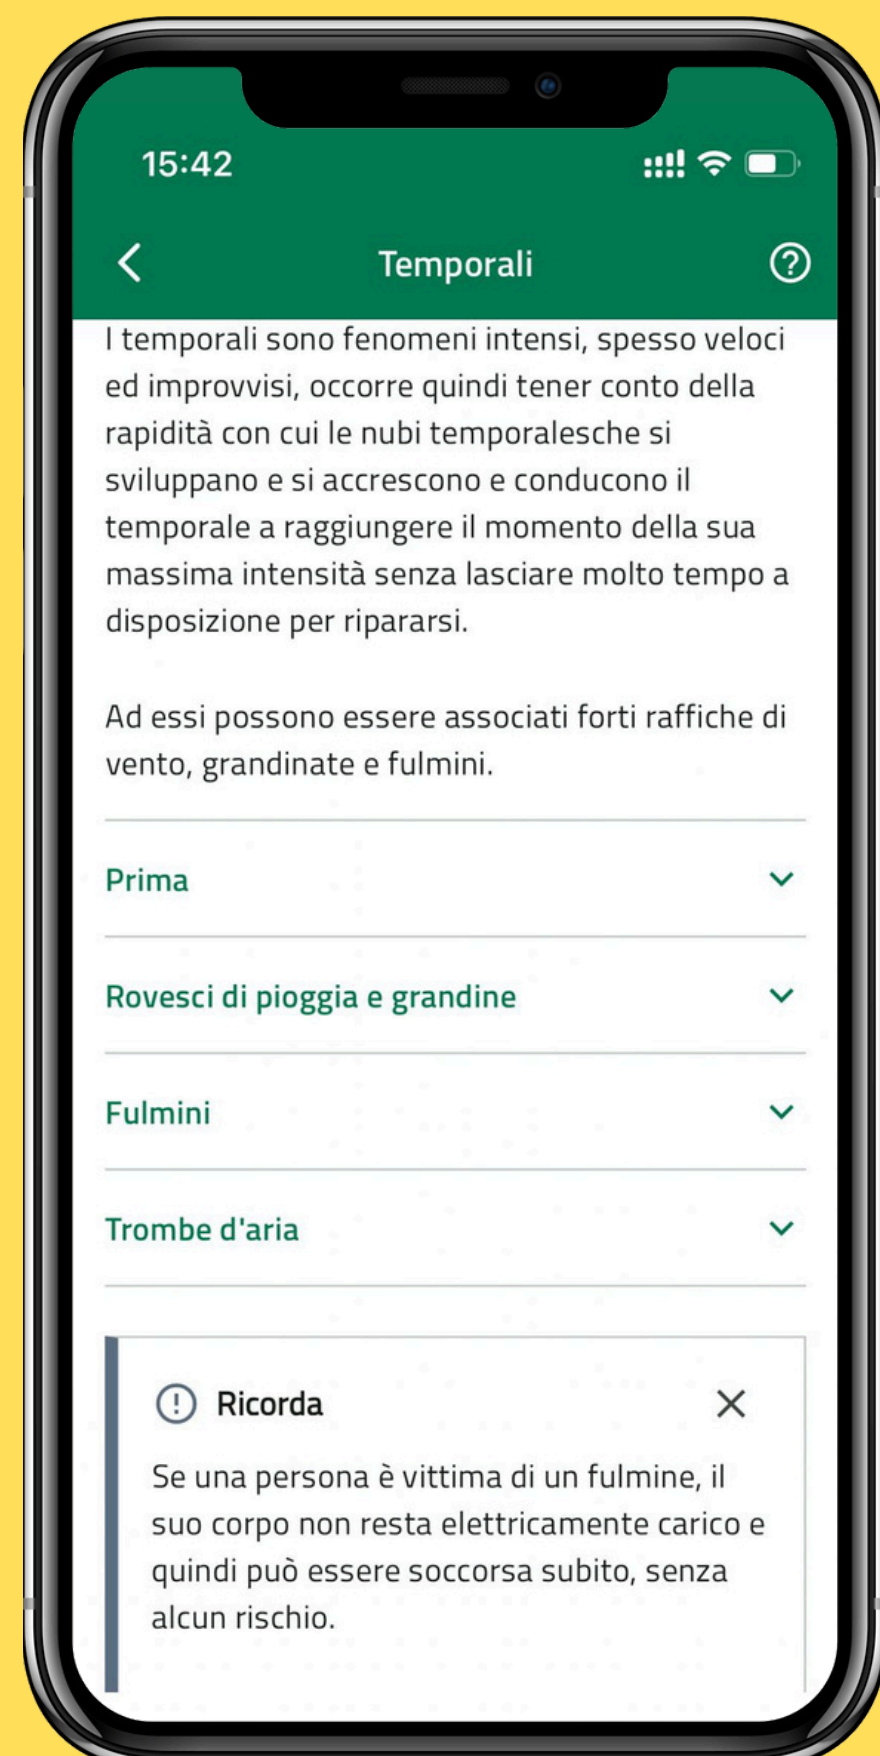 15:42
Temporali
I temporali sono fenomeni intensi, spesso veloci
ed improvvisi, occorre quindi tener conto della
rapidità con cui le nubi temporalesche si
sviluppano e si accrescono e conducono il
temporale a raggiungere il momento della sua
massima intensità senza lasciare molto tempo a
disposizione per ripararsi.
Ad essi possono essere associati forti raffiche di
vento, grandinate e fulmini.
Prima
Rovesci di pioggia e grandine
Fulmini
Trombe d'aria
Ricorda
Se una persona è vittima di un fulmine, il
suo corpo non resta elettricamente carico e
quindi può essere soccorsa subito, senza
alcun rischio.